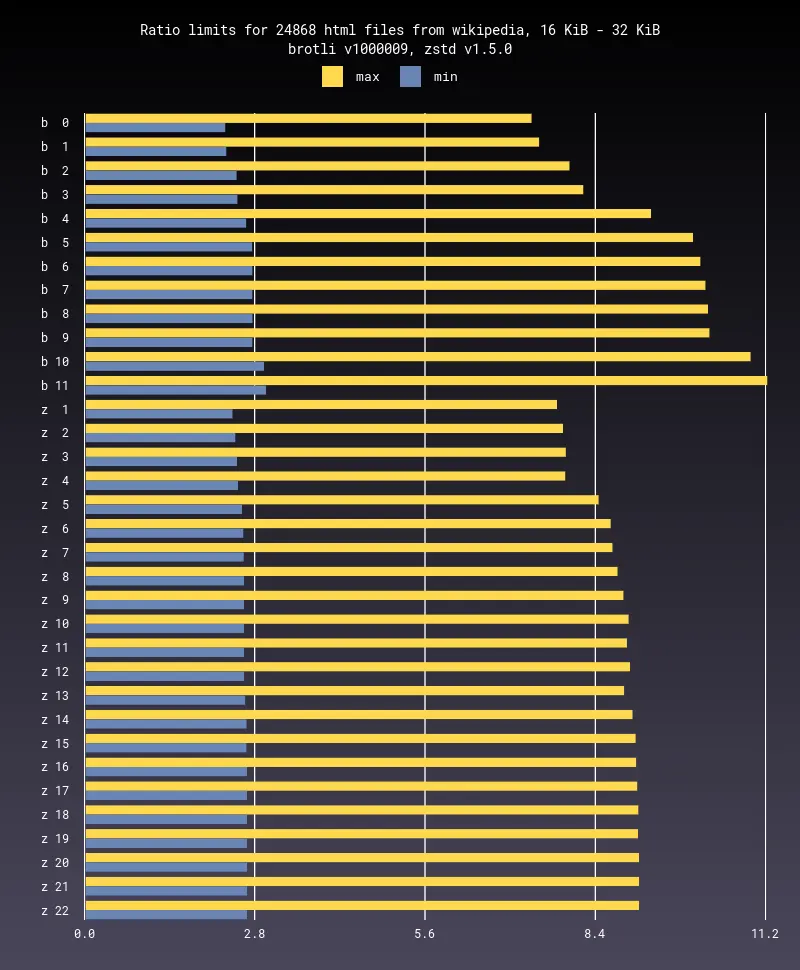 Ratio limits for 24868 html files from wikipedia, 16 KiB - 32 KiB
brotli v1000009, zstd v1.5.0
max min
b 0
b 1
b 2
b 3
b 4
b 5
b 6
b 7
b 8
b 9
b 10
b 11
z 1
z 2
z 3
z 4
z 5
z 6
z 7
z 8
z 9
z 10
z 11
z 12
z 13
z 14
z 15
z 16
z 17
z 18
z 19
z 20
z 21
z 22
0.0 2.8 5.6 8.4 11.2